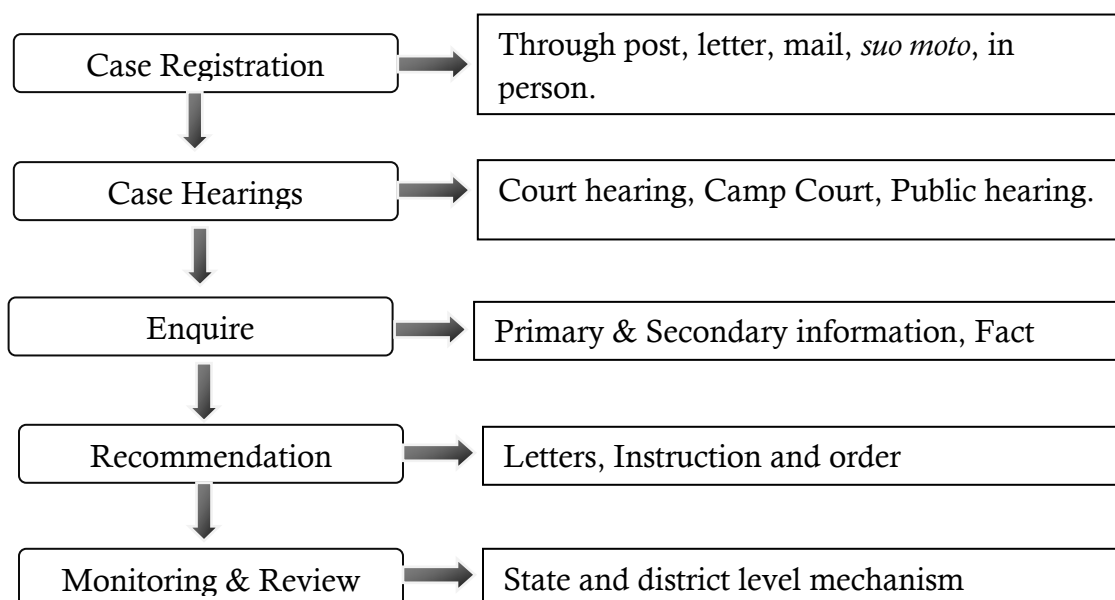 Case Registration
Through post, letter, mail, suo moto, in
person.
Case Hearings
Court hearing, Camp Court, Public hearing.
Enquire
Primary & Secondary information, Fact
Recommendation
Letters, Instruction and order
Monitoring & Review
State and district level mechanism